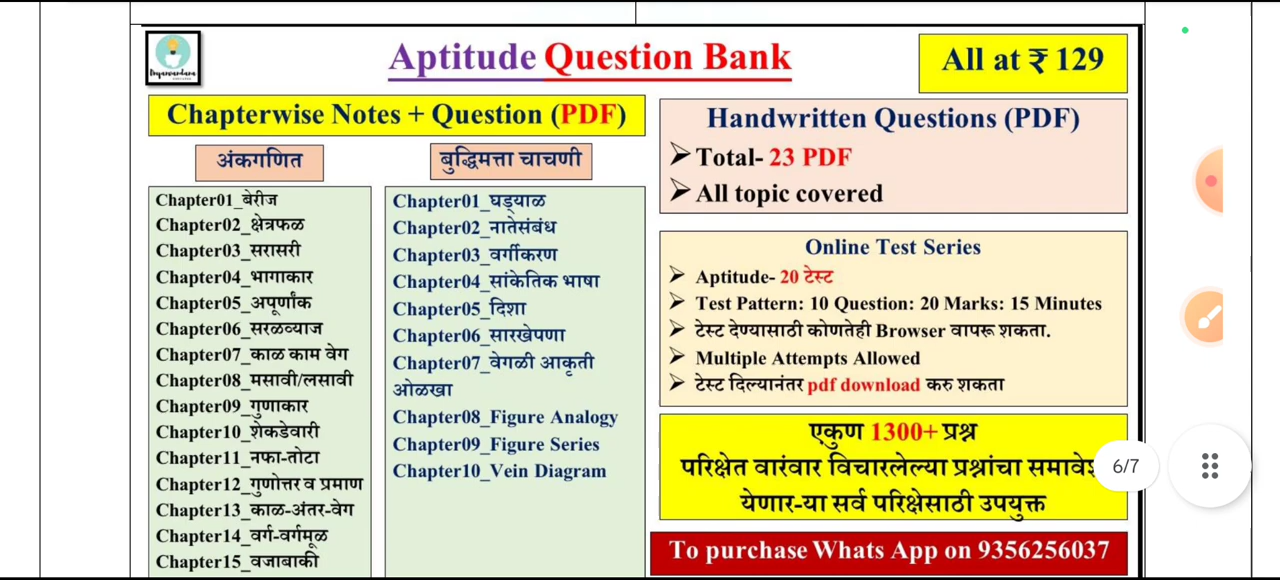 Aptitude Question Bank
All at ₹ 129
Chapterwise Notes + Question (PDF)
अंकगणित
Chapter01_बेरीज
Chapter02_क्षेत्रफळ
Chapter03_सरासरी
Chapter04_भागाकार
Chapter05_अपूर्णांक
Chapter06_सरळव्याज
Chapter07_काळ काम वेग
Chapter08_मसावी/लसावी
Chapter09_गुणाकार
Chapter10_शेकडेवारी
Chapter11_नफा-तोटा
Chapter12_गुणोत्तर व प्रमाण
Chapter13_काळ-अंतर-वेग
Chapter14_वर्ग-वर्गमूळ
Chapter15_वजाबाकी
बुद्धिमत्ता चाचणी
Chapter01_घड्याळ
Chapter02_नातेसंबंध
Chapter03_वर्गीकरण
Chapter04_सांकेतिक भाषा
Chapter05_दिशा
Chapter06_सारखेपणा
Chapter07_वेगळी आकृती
ओळखा
Chapter08_Figure Analogy
Chapter09_Figure Series
Chapter10_Vein Diagram
Handwritten Questions (PDF)
Total- 23 PDF
All topic covered
Online Test Series
Aptitude- 20 टेस्ट
Test Pattern: 10 Question: 20 Marks: 15 Minutes
टेस्ट देण्यासाठी कोणतेही Browser वापरू शकता.
Multiple Attempts Allowed
टेस्ट दिल्यानंतर pdf download करु शकता
एकुण 1300+ प्रश्न
परिक्षेत वारंवार विचारलेल्या प्रश्नांचा
येणार-या सर्व परिक्षेसाठी उपयुक्त
6/7
To purchase Whats App on 9356256037